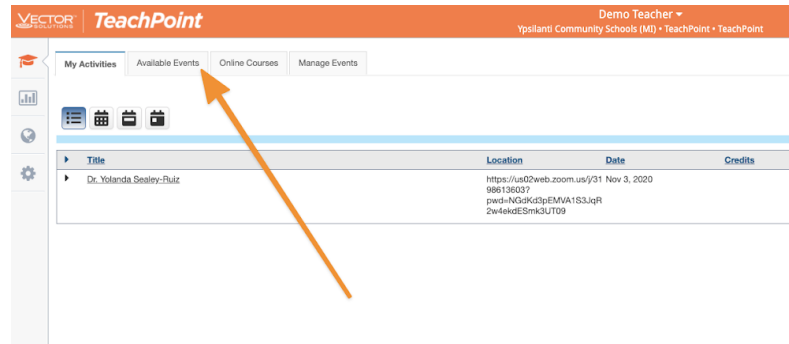 VECTOR SOLUTIONS TeachPoint
Demo Teacher
Ypsilanti Community Schools (MI) • TeachPoint • TeachPoint
My Activities Available Events Online Courses Manage Events
Title Location Date Credits
Dr. Yolanda Sealey-Ruiz https://us02web.zoom.us/j/31 Nov 3, 2020
98613603?
pwd=NGdKd3pEMVA1S3JqR
2w4ekdESmk3UT09